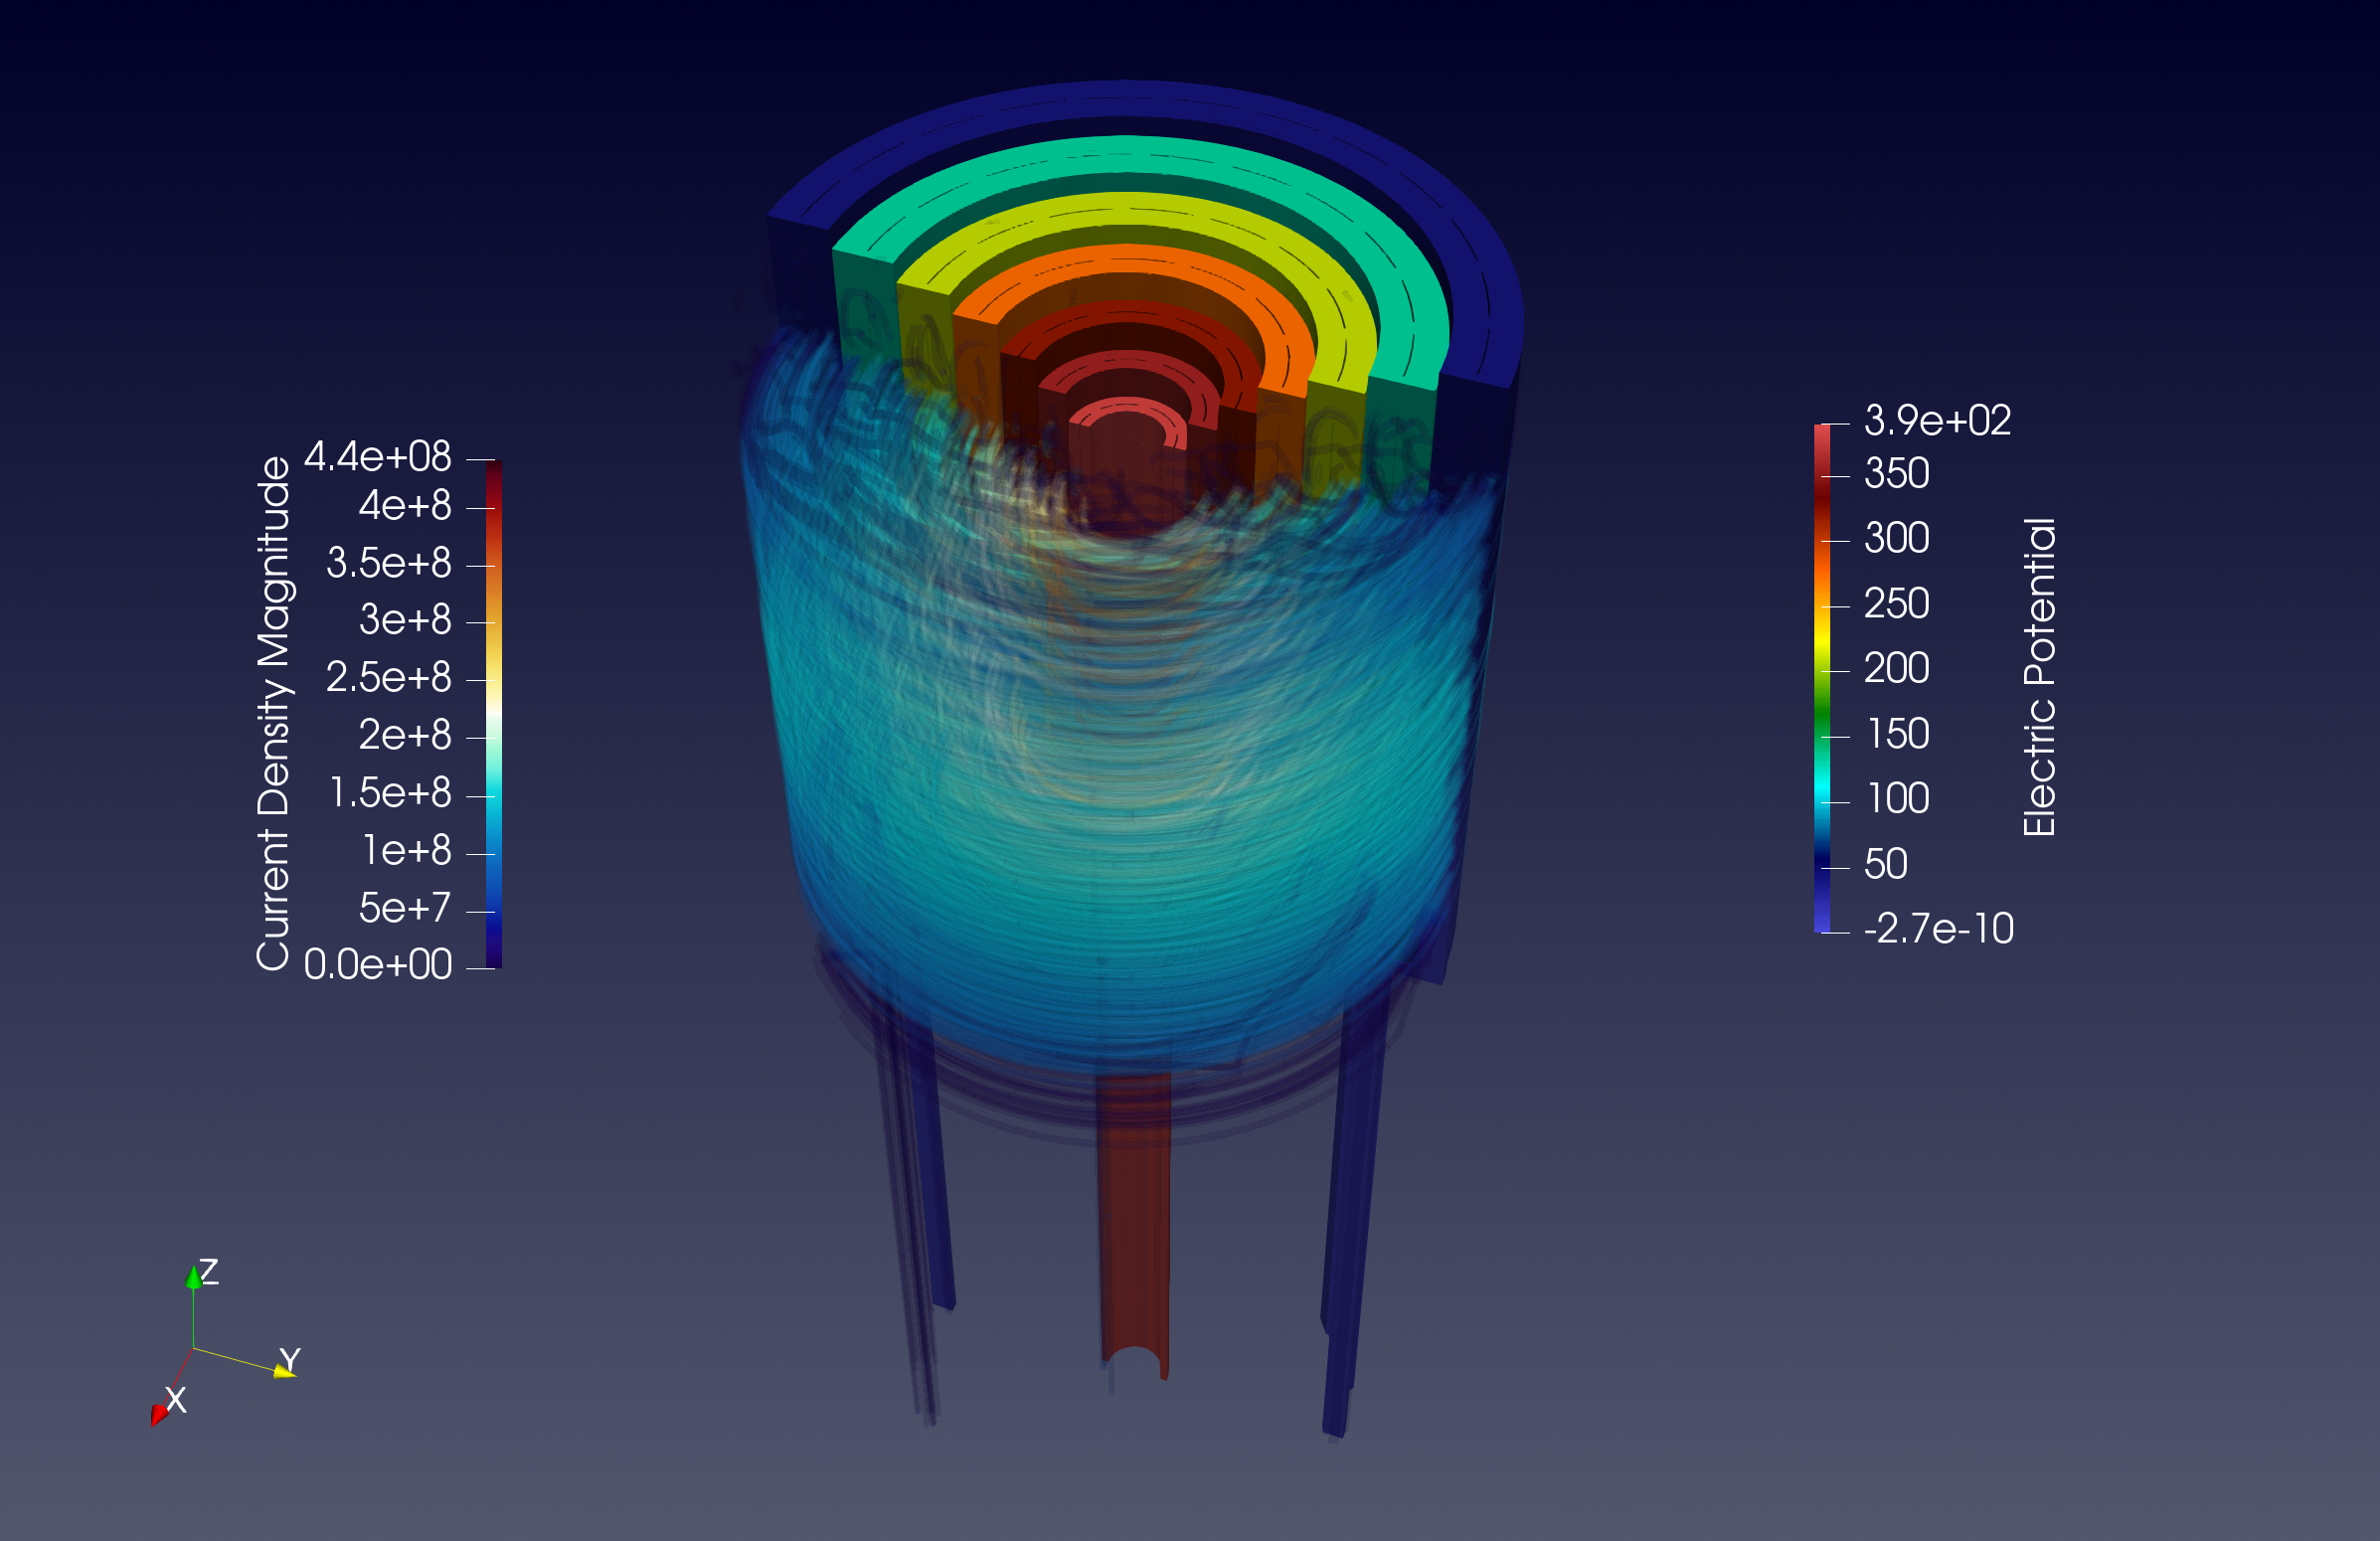 Current Density Magnitude
4.4e+08
4e+8
3.5e+8
3e+8
2.5e+8
2e+8
1.5e+8
1e+8
5e+7
0.0e+00
3.9e+02
350
300
250
200
150
100
50
-2.7e-10
Electric Potential
Z
Y
X